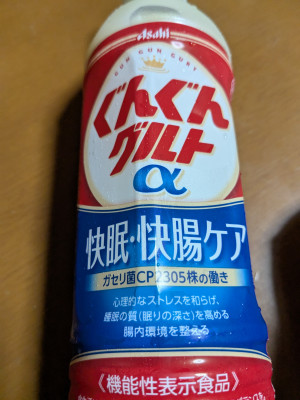 Asahi
GUN GUN GURT
ぐんぐん
グルト
α
快眠・快腸ケア
ガセリ菌CP2305株の働き
心理的なストレスを和らげ、
睡眠の質(眠りの深さ)を高める
腸内環境を整える
《機能性表示食品》